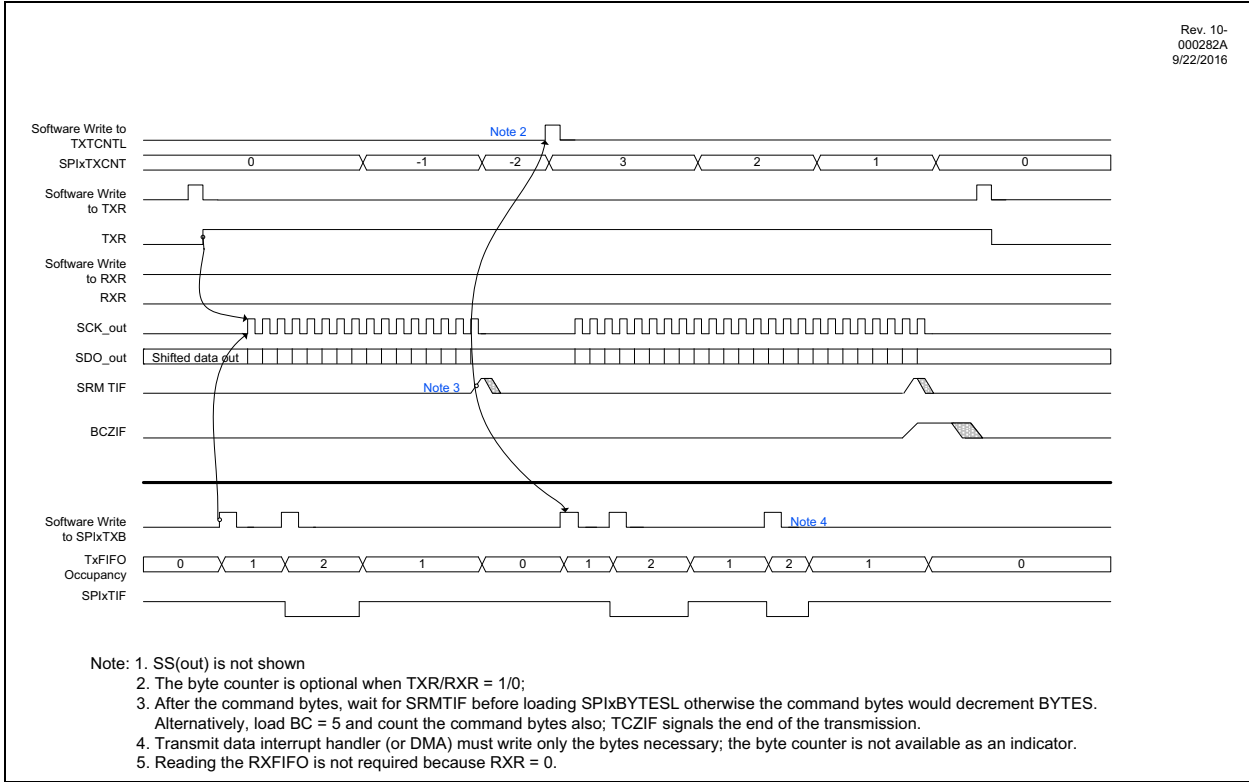 Rev. 10-
000282A
9/22/2016
Software Write to
TXTCNTL
Note 2
SPIxTXCNT
0 -1 -2 3 2 1 0
Software Write
to TXR
TXR
Software Write
to RXR
RXR
SCK_out
SDO_out
Shifted data out
SRM TIF
Note 3
BCZIF
Software Write
to SPIxTXB
Note 4
TxFIFO
Occupancy
0 1 2 1 0 1 2 1 2 1 0
SPIxTIF
Note: 1. SS(out) is not shown
2. The byte counter is optional when TXR/RXR = 1/0;
3. After the command bytes, wait for SRMTIF before loading SPIxBYTESL otherwise the command bytes would decrement BYTES.
Alternatively, load BC = 5 and count the command bytes also; TCZIF signals the end of the transmission.
4. Transmit data interrupt handler (or DMA) must write only the bytes necessary; the byte counter is not available as an indicator.
5. Reading the RXFIFO is not required because RXR = 0.